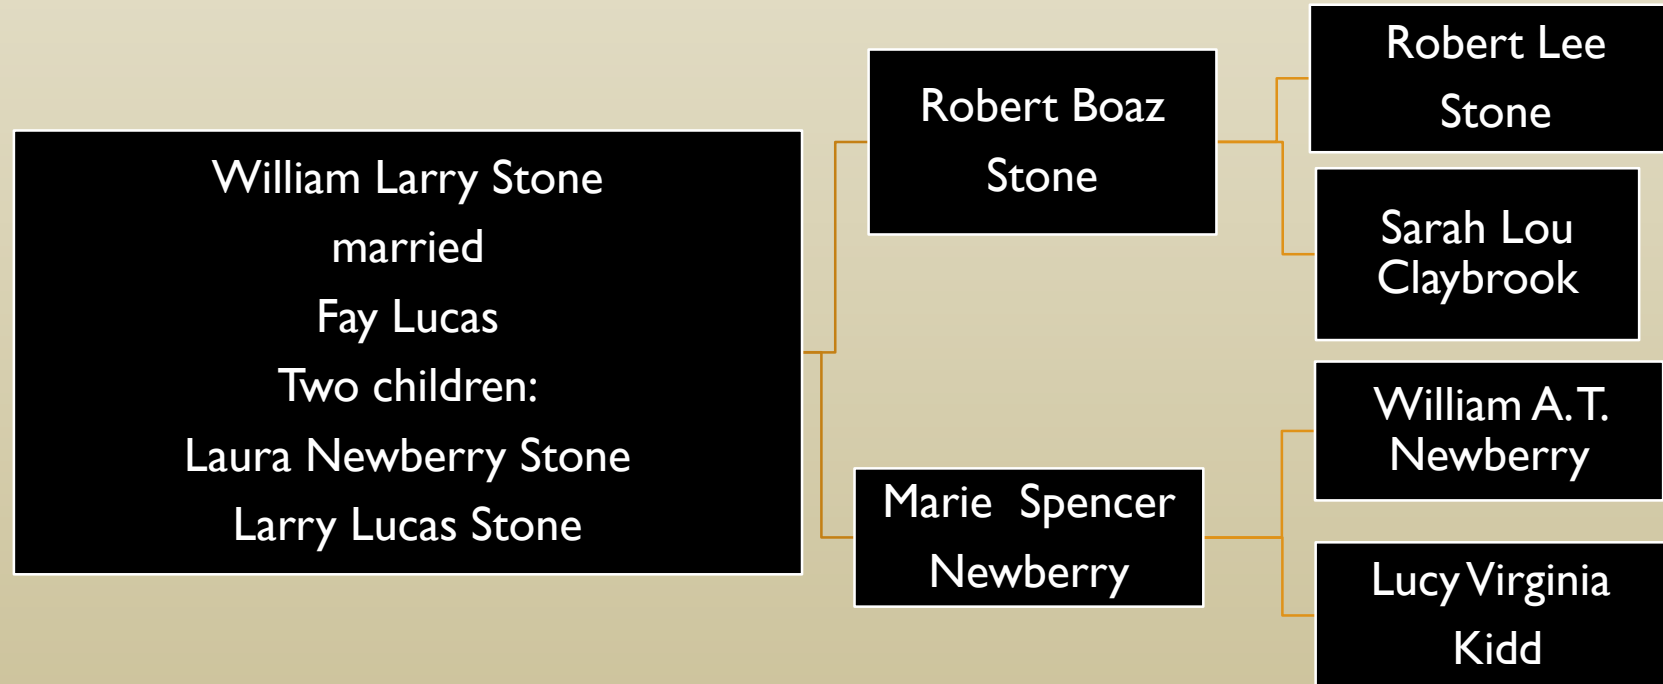 William Larry Stone
married
Fay Lucas
Two children:
Laura Newberry Stone
Larry Lucas Stone
Robert Boaz
Stone
Marie Spencer
Newberry
Robert Lee
Stone
Sarah Lou
Claybrook
William A.T.
Newberry
Lucy Virginia
Kidd